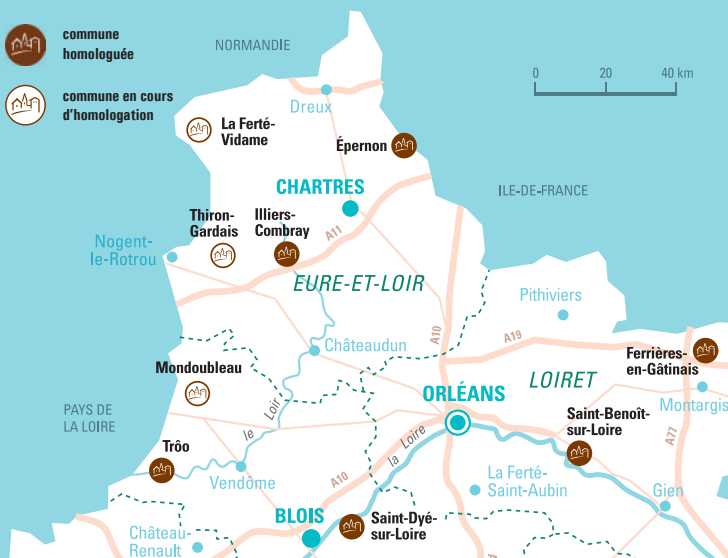 commune
homologuée
commune en cours
d'homologation
NORMANDIE
0 20 40 km
Dreux
La Ferté-
Vidame
Épernon
CHARTRES
ILE-DE-FRANCE
Thiron-
Gardais
Illiers-
Combray
A11
Nogent-
le-Rotrou
EURE-ET-LOIR
Pithiviers
A10
A19
Châteaudun
Ferrières-
en-Gâtinais
Mondoubleau
LOIRET
ORLÉANS
Montargis
PAYS DE
LA LOIRE
le Loir
Saint-Benoît-
sur-Loire
A77
Trôo
la Loire
Vendôme
A10
La Ferté-
Saint-Aubin
Gien
BLOIS
Saint-Dyé-
sur-Loire
Château-
Renault